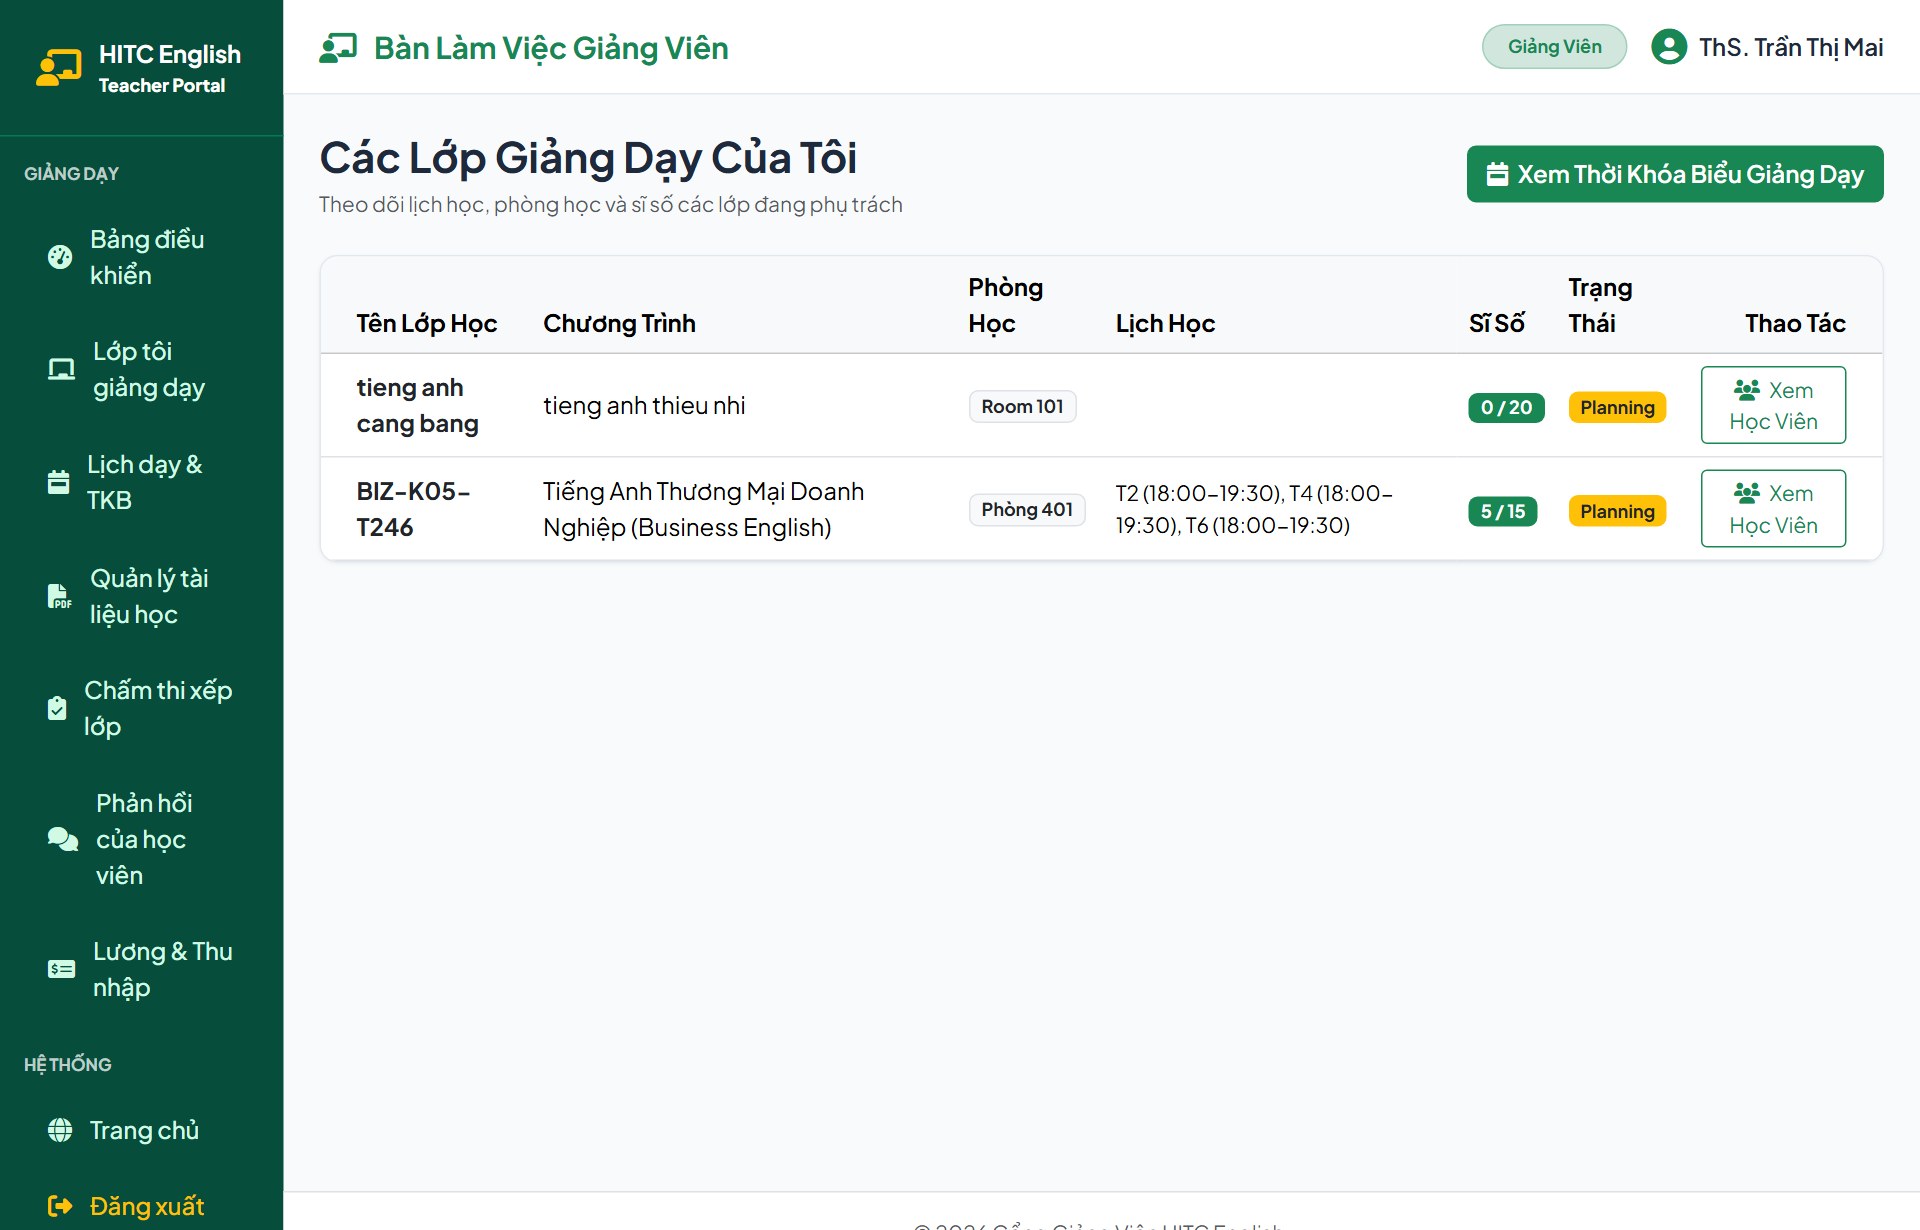 HITC English
Teacher Portal
GIẢNG DẠY
Bảng điều
khiển
Lớp tôi
giảng dạy
Lịch dạy &
TKB
Quản lý tài
liệu học
Chấm thi xếp
lớp
Phản hồi
của học
viên
Lương & Thu
nhập
HỆ THỐNG
Trang chủ
Đăng xuất
Bàn Làm Việc Giảng Viên
Giảng Viên
ThS. Trần Thị Mai
Các Lớp Giảng Dạy Của Tôi
Theo dõi lịch học, phòng học và sĩ số các lớp đang phụ trách
Xem Thời Khóa Biểu Giảng Dạy
Tên Lớp Học Chương Trình Phòng Học Lịch Học Sĩ Số Trạng Thái Thao Tác
tieng anh
cang bang
tieng anh thieu nhi
Room 101
0 / 20
Planning
Xem
Học Viên
BIZ-K05-
T246
Tiếng Anh Thương Mại Doanh
Nghiệp (Business English)
Phòng 401
T2 (18:00-19:30), T4 (18:00-
19:30), T6 (18:00-19:30)
5 / 15
Planning
Xem
Học Viên
© 2026 Cổng Giảng Viên HITC English